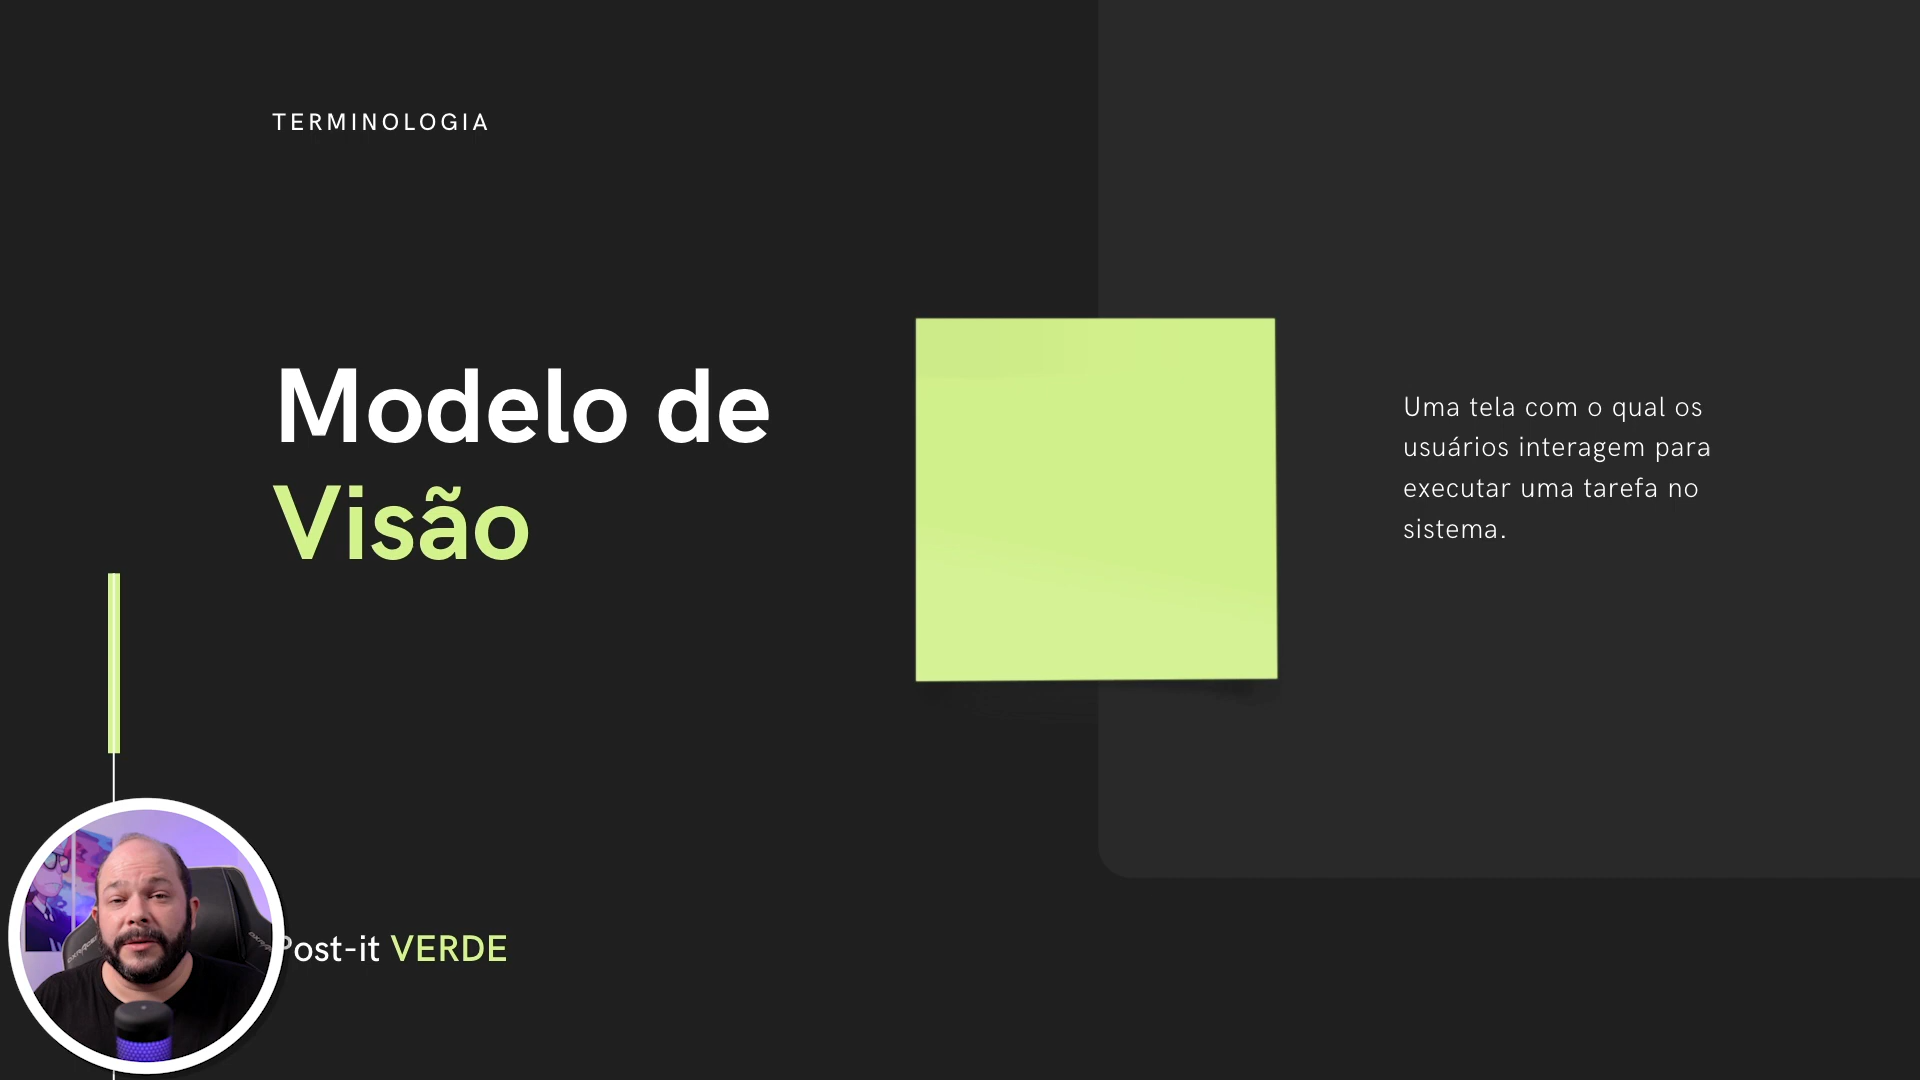 TERMINOLOGIA
Modelo de
Visão
Uma tela com o qual os
usuários interagem para
executar uma tarefa no
sistema.
Post-it VERDE